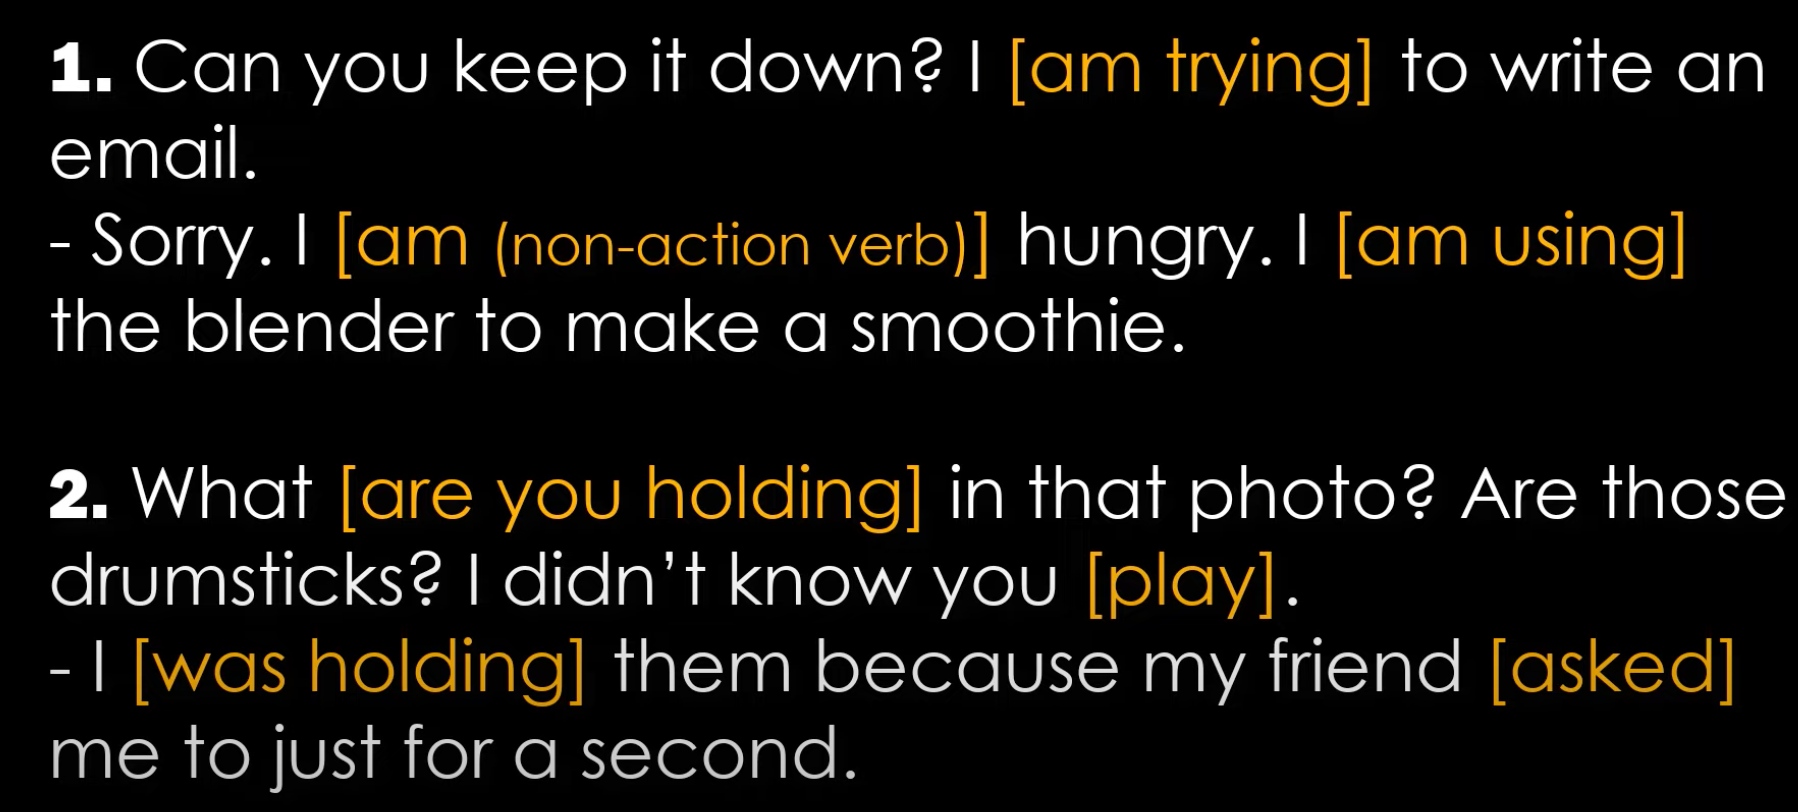 1. Can you keep it down? I [am trying] to write an
email.
- Sorry. I [am (non-action verb)] hungry. I [am using]
the blender to make a smoothie.
2. What [are you holding] in that photo? Are those
drumsticks? I didn't know you [play].
- I [was holding] them because my friend [asked]
me to just for a second.